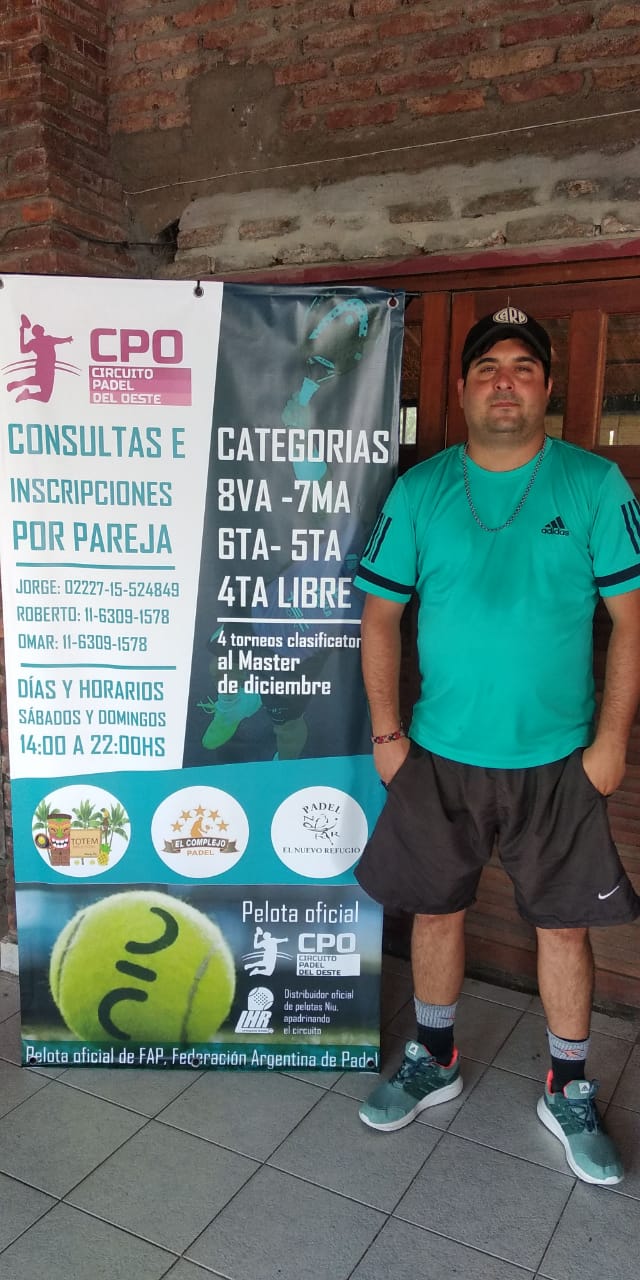 CPO
CIRCUITO
PADEL
DEL OESTE
CONSULTAS E
INSCRIPCIONES
POR PAREJA
JORGE: 02227-15-524849
ROBERTO: 11-6309-1578
OMAR: 11-6309-1578
DÍAS Y HORARIOS
SÁBADOS Y DOMINGOS
14:00 A 22:00HS
CATEGORIAS
8VA -7MA
6TA- 5TA
4TA LIBRE
4 torneos clasificator
al Master
de diciembre
CARP
adidas
TOTEM
EL COMPLEJO
PADEL
PADEL
EL NUEVO REFUGIO
Pelota oficial
CPO
CIRCUITO
PADEL
DEL OESTE
IHR
Distribuidor oficial
de pelotas Niu,
apadrinando
el circuito
Pelota oficial de FAP, Federación Argentina de Padel